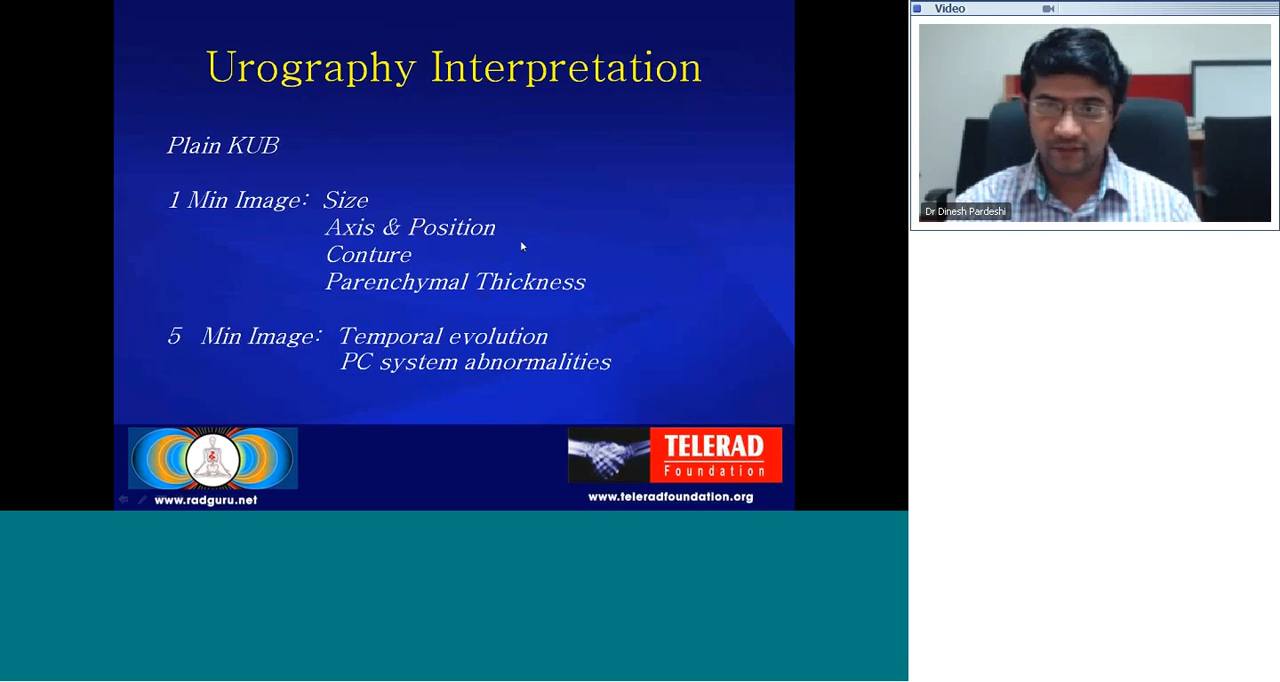 Urography Interpretation
Plain KUB
1 Min Image: Size
Axis & Position
Conture
Parenchymal Thickness
5 Min Image: Temporal evolution
PC system abnormalities
www.radguru.net
TELERAD
Foundation
www.teleradfoundation.org
Video
Dr Dinesh Pardeshi